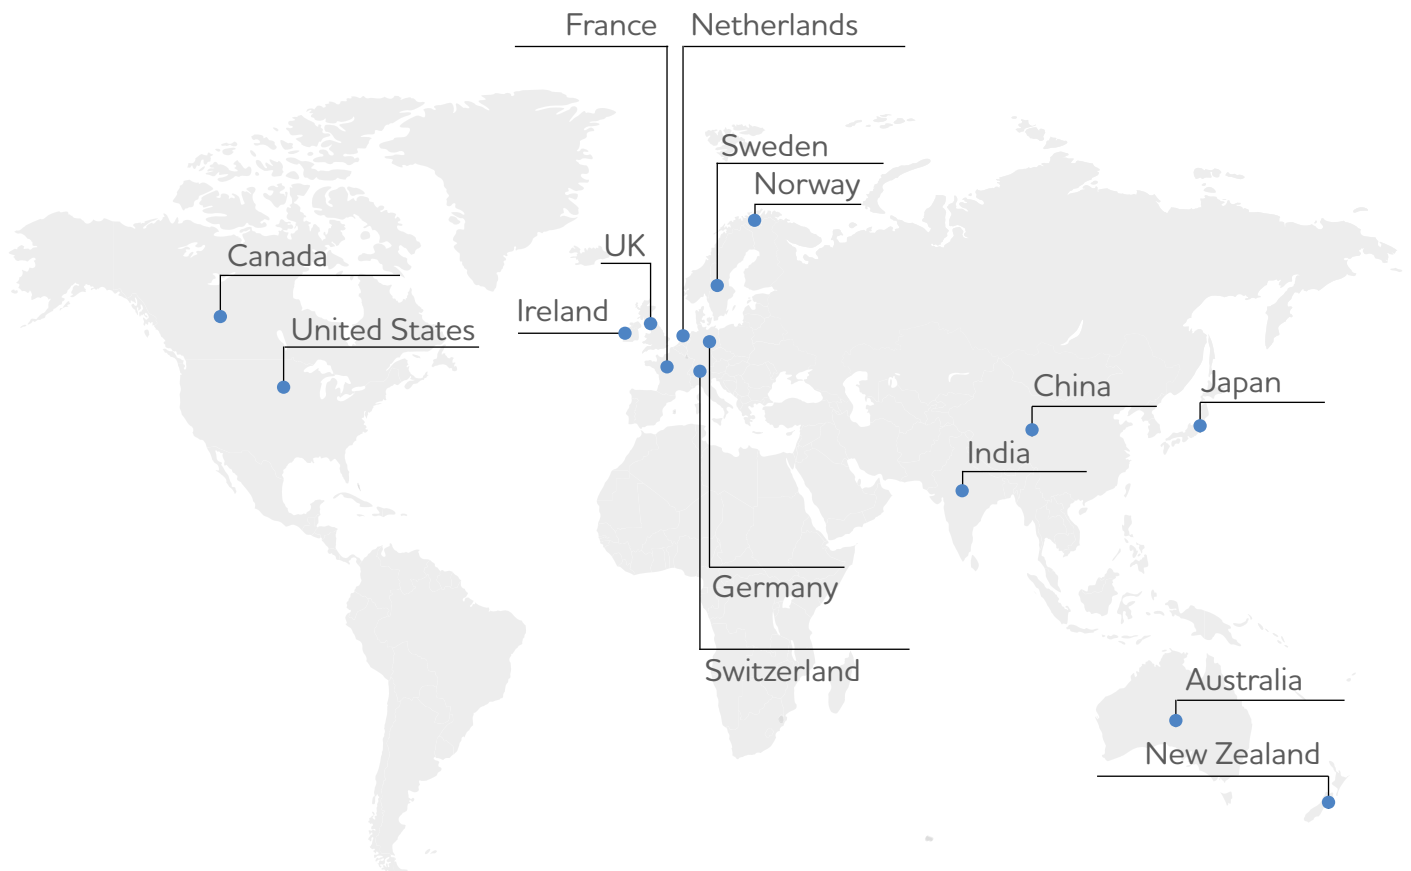 France
Netherlands
Sweden
Norway
UK
Canada
Ireland
United States
China
Japan
India
Germany
Switzerland
Australia
New Zealand